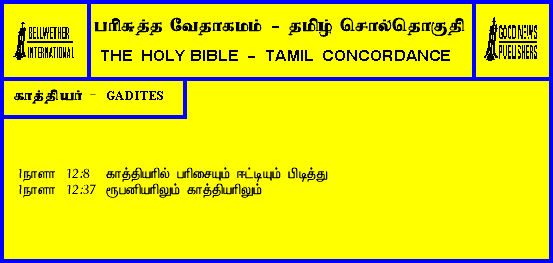 BELLWETHER
INTERNATIONAL
பரிசுத்த வேதாகமம் - தமிழ் சொல்தொகுதி
THE HOLY BIBLE - TAMIL CONCORDANCE
GOOD NEWS
PUBLISHERS
காத்தியர் - GADITES
1நாளா 12:8 காத்தியரில் பரிசையும் ஈட்டியும் பிடித்து
1நாளா 12:37 ரூபனியரிலும் காத்தியரிலும்